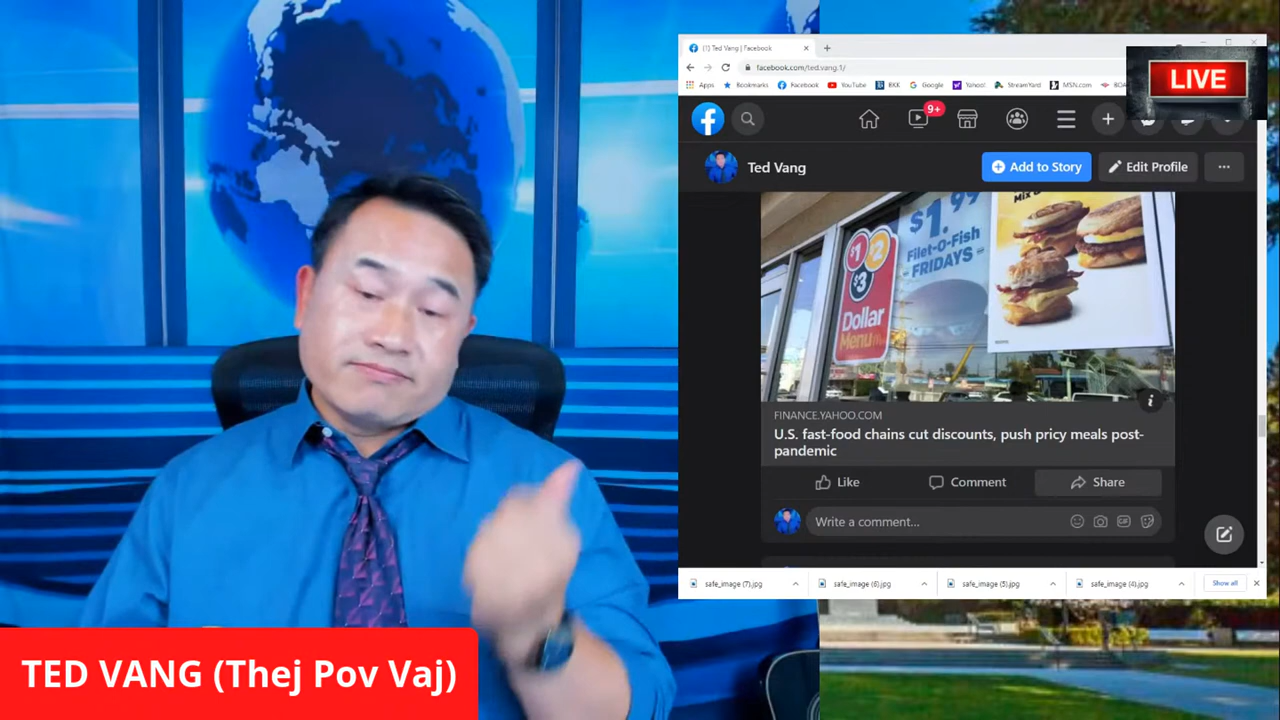 (1) Ted Vang | Facebook
facebook.com/ted.vang.1/
Apps Bookmarks Facebook YouTube BKK Google Yahoo! StreamYard MSN.com
LIVE
9+
Ted Vang
Add to Story
Edit Profile
$1.99
Filet-o-Fish
FRIDAYS
$1 2
$3
Dollar
Menu
FINANCE.YAHOO.COM
U.S. fast-food chains cut discounts, push pricy meals post-
pandemic
Like Comment Share
Write a comment...
GIF
safe_image (7).jpg safe_image (6).jpg safe_image (5).jpg safe_image (4).jpg Show all
TED VANG (Thej Pov Vaj)